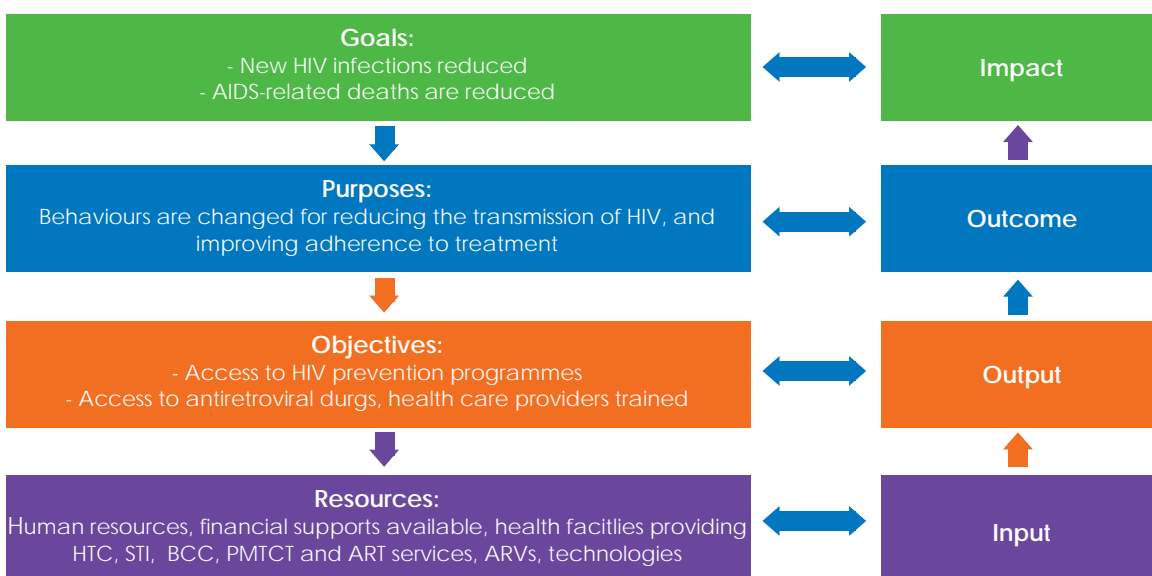 Goals:
- New HIV infections reduced
- AIDS-related deaths are reduced
Impact
Purposes:
Behaviours are changed for reducing the transmission of HIV, and
improving adherence to treatment
Outcome
Objectives:
- Access to HIV prevention programmes
- Access to antiretroviral durgs, health care providers trained
Output
Resources:
Human resources, financial supports available, health facitlies providing
HTC, STI, BCC, PMTCT and ART services, ARVs, technologies
Input